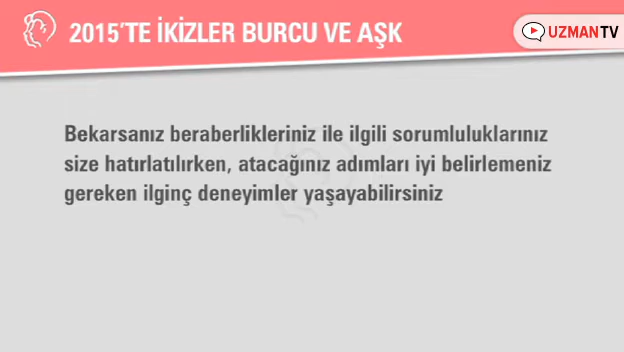 2015'TE İKİZLER BURCU VE AŞK
UZMANTV
Bekarsanız beraberlikleriniz ile ilgili sorumluluklarınız
size hatırlatılırken, atacağınız adımları iyi belirlemeniz
gereken ilginç deneyimler yaşayabilirsiniz